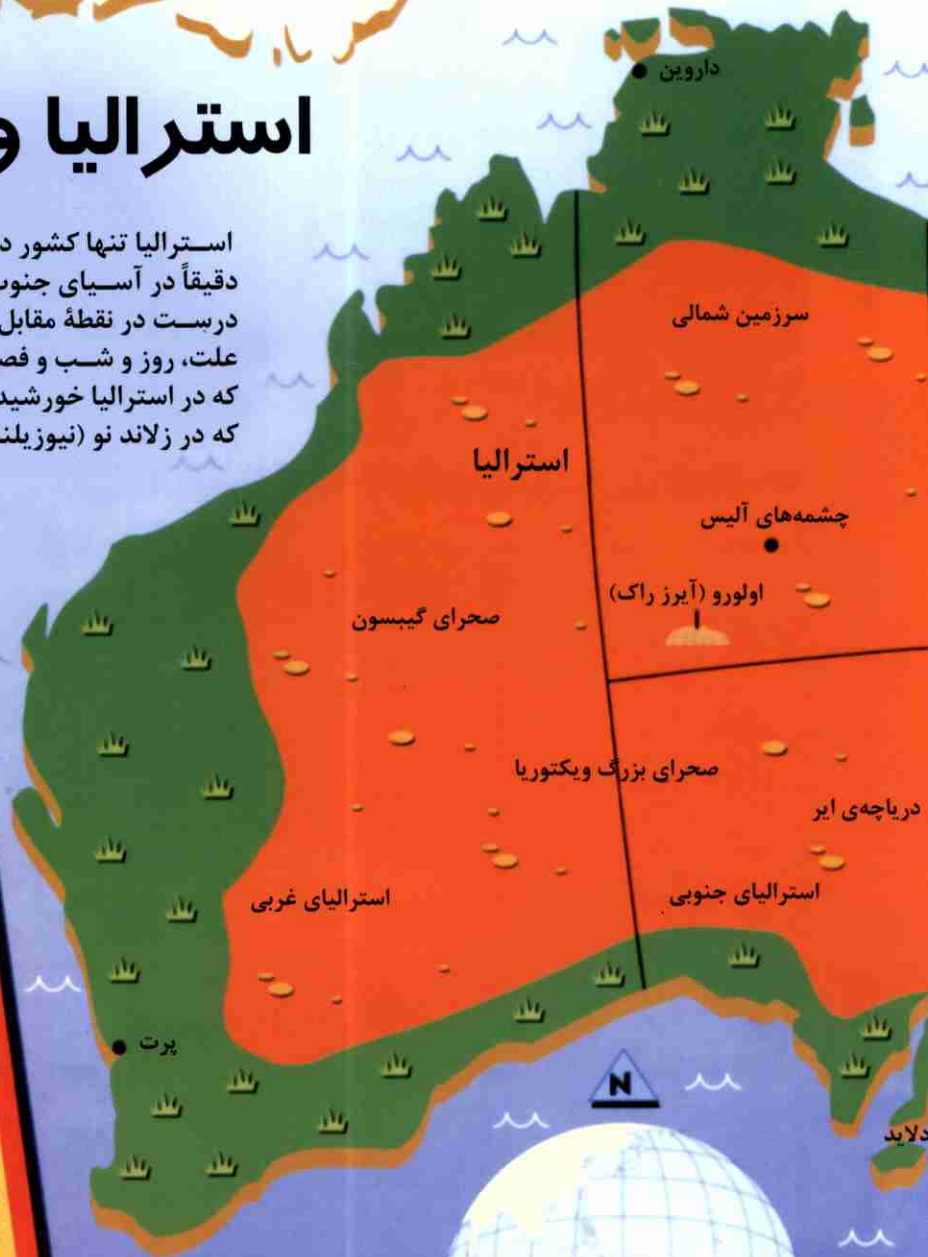 داروین
استرالیا و
استرالیا تنها کشور د
دقیقاً در آسیای جنوب
درست در نقطهٔ مقابل
علت، روز و شب و فص
که در استرالیا خورشید
که در زلاند نو (نیوزیلند
سرزمین شمالی
استرالیا
چشمه‌های آلیس
اولورو (آیرز راک)
صحرای گیبسون
صحرای بزرگ ویکتوریا
دریاچه‌ی ایر
استرالیای جنوبی
استرالیای غربی
پرت
N
دلاید